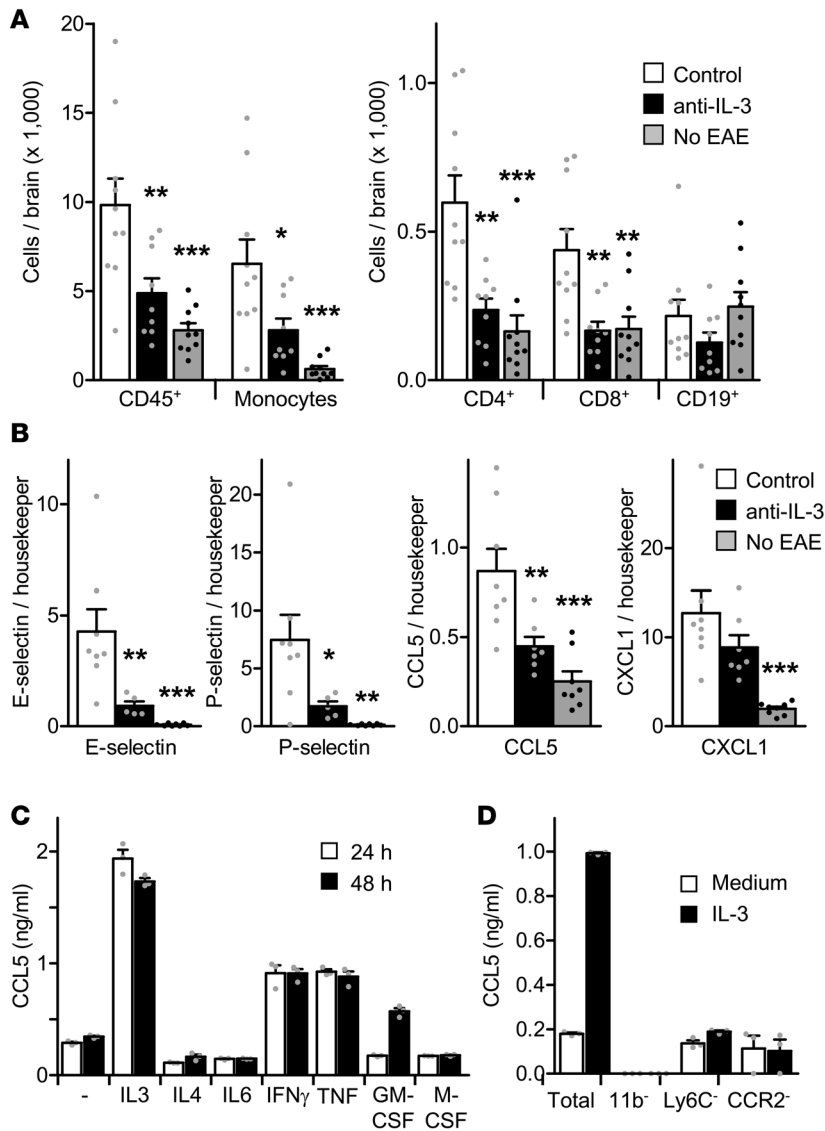 A
Cells / brain (x 1,000)
20
15
10
5
0
**
***
*
***
CD45⁺
Monocytes
Cells / brain (x 1,000)
1.0
0.5
0.0
**
***
**
**
CD4⁺
CD8⁺
CD19⁺
Control
anti-IL-3
No EAE
B
E-selectin / housekeeper
10
5
0
**
***
E-selectin
P-selectin / housekeeper
20
15
10
5
0
*
**
P-selectin
CCL5 / housekeeper
1.0
0.5
0.0
**
***
CCL5
CXCL1 / housekeeper
20
10
0
***
CXCL1
Control
anti-IL-3
No EAE
C
CCL5 (ng/ml)
2
1
0
24 h
48 h
-
IL3
IL4
IL6
IFNγ
TNF
GM-
CSF
M-
CSF
D
CCL5 (ng/ml)
1.0
0.8
0.6
0.4
0.2
0.0
Medium
IL-3
Total
11b⁻
Ly6C⁻
CCR2⁻